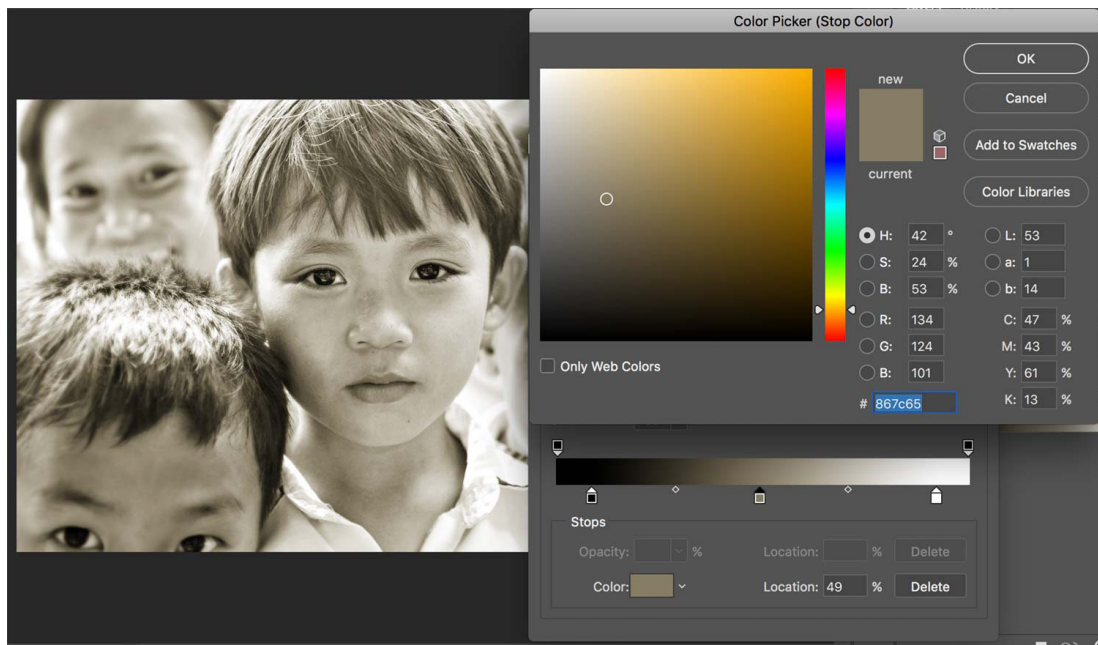 Color Picker (Stop Color)
new
current
OK
Cancel
Add to Swatches
Color Libraries
H: 42 °
S: 24 %
B: 53 %
R: 134
G: 124
B: 101
# 867c65
L: 53
a: 1
b: 14
C: 47 %
M: 43 %
Y: 61 %
K: 13 %
Only Web Colors
Stops
Opacity: % Location: % Delete
Color: Location: 49 % Delete